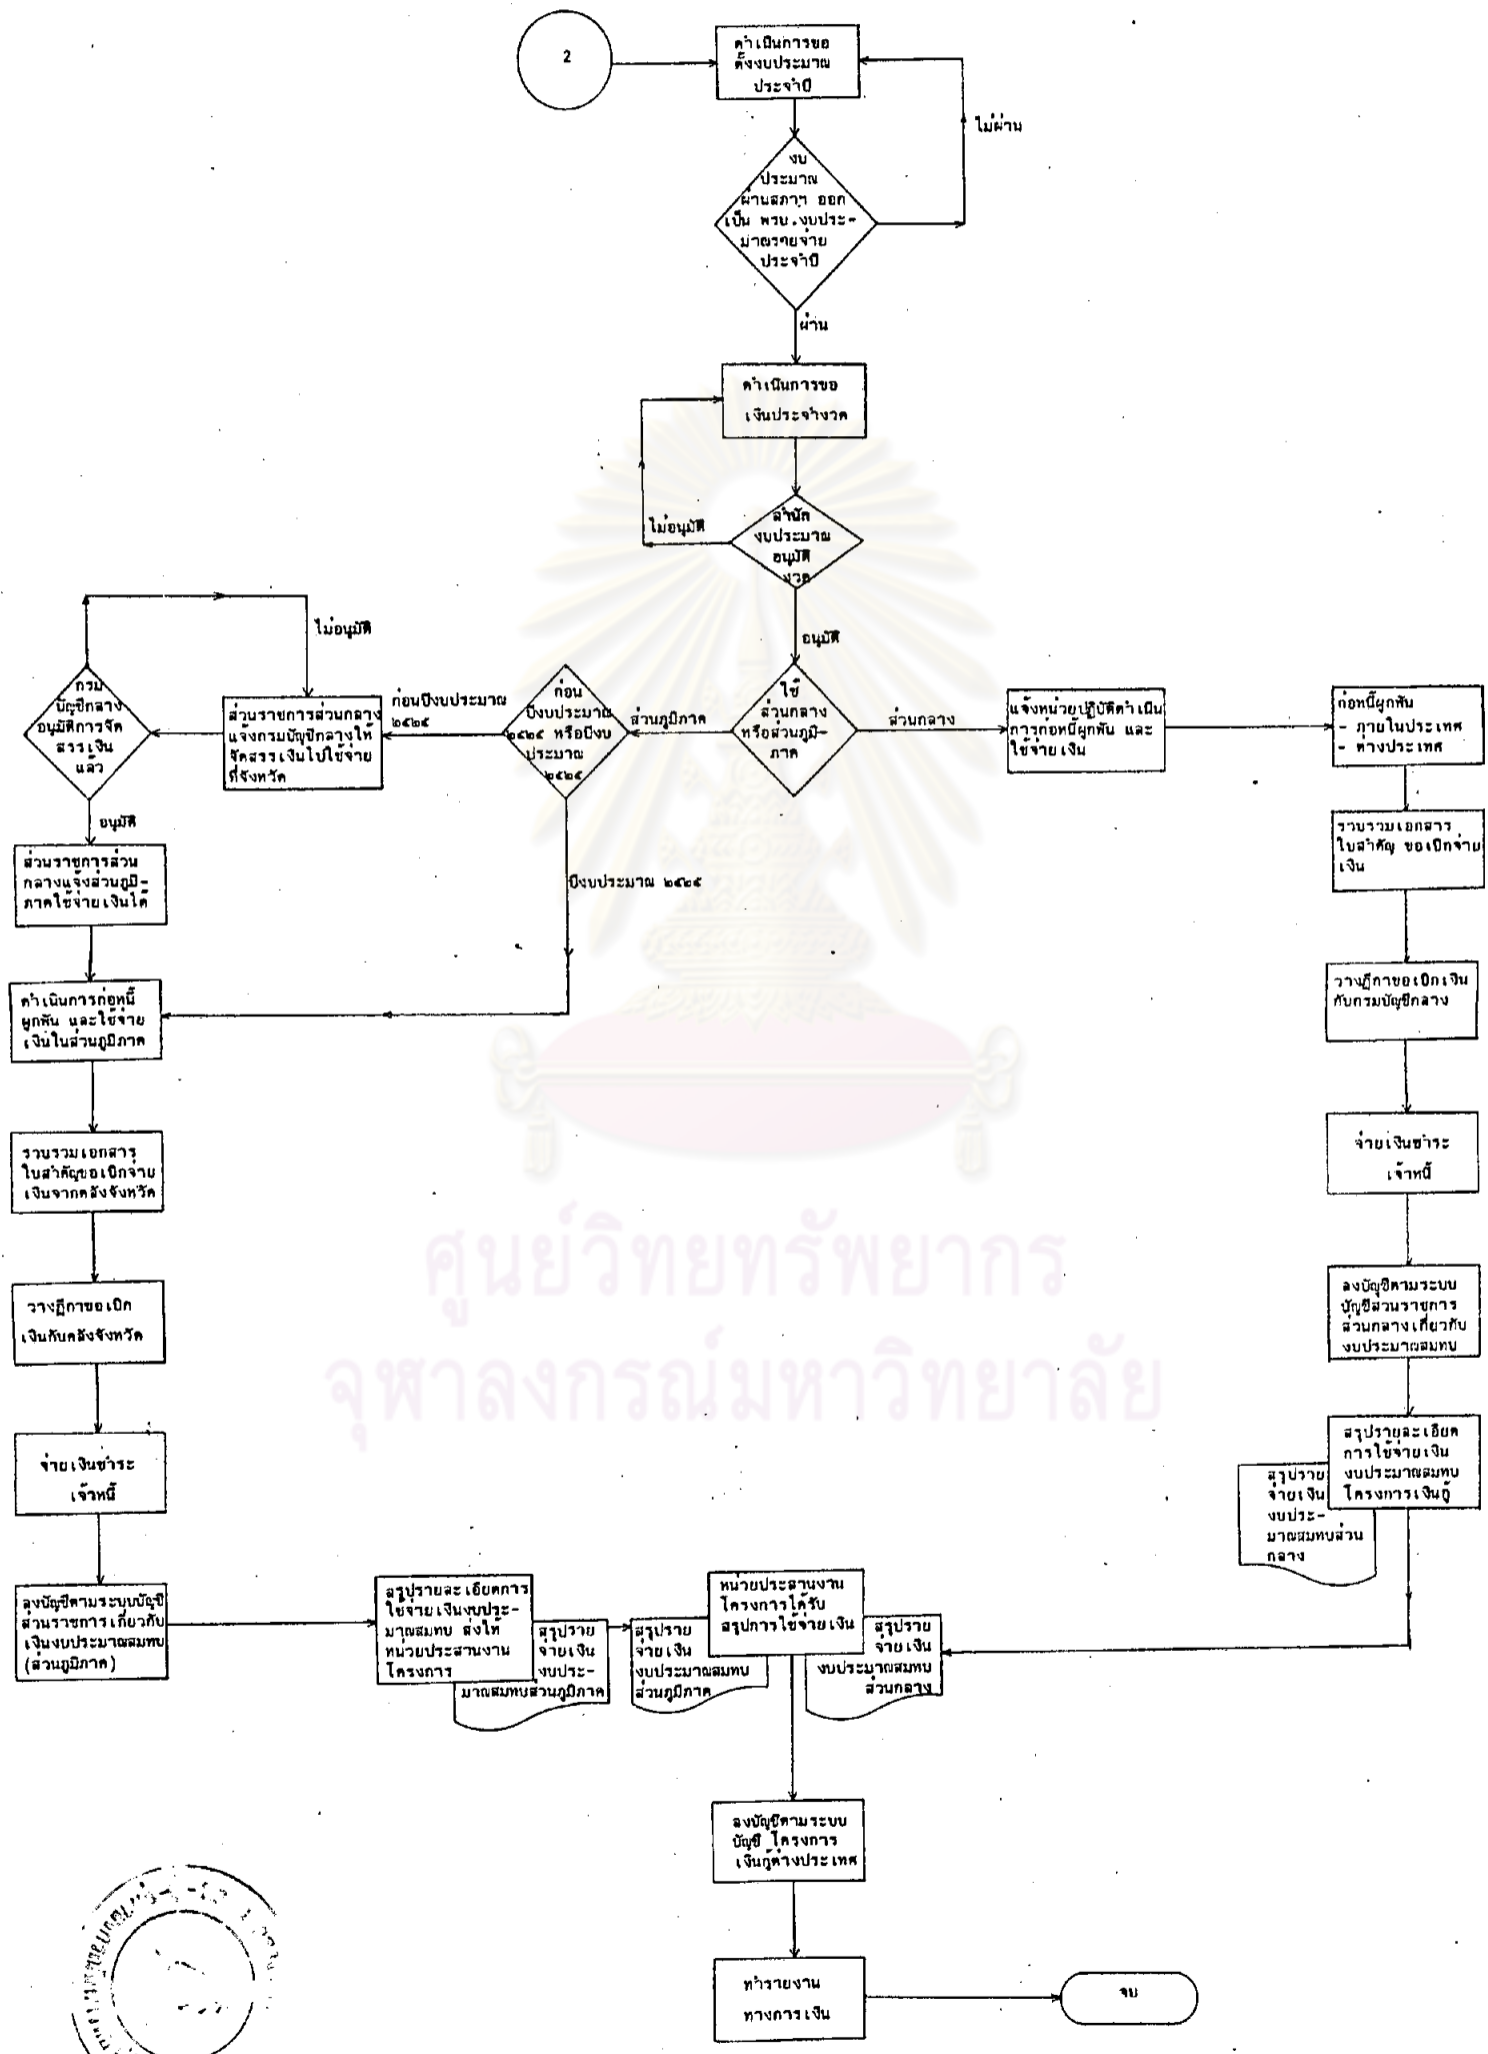 2
ดำเนินการขอ
ตั้งงบประมาณ
ประจำปี
ไม่ผ่าน
งบ
ประมาณ
ผ่านสภาฯ ออก
เป็น พรบ.งบประ-
มาณรายจ่าย
ประจำปี
ผ่าน
ดำเนินการขอ
เงินประจำงวด
ไม่อนุมัติ
สำนัก
งบประมาณ
อนุมัติ
งวด
อนุมัติ
ใช้
ส่วนกลาง
หรือส่วนภูมิ-
ภาค
ส่วนภูมิภาค
ส่วนกลาง
ก่อน
ปีงบประมาณ
๒๕๒๕ หรือปีงบ
ประมาณ
๒๕๒๕
ก่อนปีงบประมาณ
๒๕๒๕
ปีงบประมาณ ๒๕๒๕
ส่วนราชการส่วนกลาง
แจ้งกรมบัญชีกลางให้
จัดสรรเงินไปใช้จ่าย
ที่จังหวัด
ไม่อนุมัติ
กรม
บัญชีกลาง
อนุมัติการจัด
สรรเงิน
แล้ว
อนุมัติ
ส่วนราชการส่วน
กลางแจ้งส่วนภูมิ-
ภาคใช้จ่ายเงินได้
ดำเนินการก่อหนี้
ผูกพัน และใช้จ่าย
เงินในส่วนภูมิภาค
รวบรวมเอกสาร
ใบสำคัญขอเบิกจ่าย
เงินจากคลังจังหวัด
วางฎีกาขอเบิก
เงินกับคลังจังหวัด
จ่ายเงินชำระ
เจ้าหนี้
ลงบัญชีตามระบบบัญชี
ส่วนราชการเกี่ยวกับ
เงินงบประมาณสมทบ
(ส่วนภูมิภาค)
สรุปรายละเอียดการ
ใช้จ่ายเงินงบประ-
มาณสมทบ ส่งให้
หน่วยประสานงาน
โครงการ
สรุปราย
จ่ายเงิน
งบประ-
มาณสมทบส่วนภูมิภาค
แจ้งหน่วยปฏิบัติดำเนิน
การก่อหนี้ผูกพัน และ
ใช้จ่ายเงิน
ก่อหนี้ผูกพัน
- ภายในประเทศ
- ต่างประเทศ
รวบรวมเอกสาร
ใบสำคัญ ขอเบิกจ่าย
เงิน
วางฎีกาขอเบิกเงิน
กับกรมบัญชีกลาง
จ่ายเงินชำระ
เจ้าหนี้
ลงบัญชีตามระบบ
บัญชีส่วนราชการ
ส่วนกลางเกี่ยวกับ
งบประมาณสมทบ
สรุปรายละเอียด
การใช้จ่ายเงิน
งบประมาณสมทบ
โครงการเงินกู้
สรุปราย
จ่ายเงิน
งบประ-
มาณสมทบส่วน
กลาง
หน่วยประสานงาน
โครงการได้รับ
สรุปการใช้จ่ายเงิน
สรุปราย
จ่ายเงิน
งบประมาณสมทบ
ส่วนภูมิภาค
สรุปราย
จ่ายเงิน
งบประมาณสมทบ
ส่วนกลาง
ลงบัญชีตามระบบ
บัญชี โครงการ
เงินกู้ต่างประเทศ
ทำรายงาน
ทางการเงิน
จบ
ศูนย์วิทยทรัพยากร
จุฬาลงกรณ์มหาวิทยาลัย